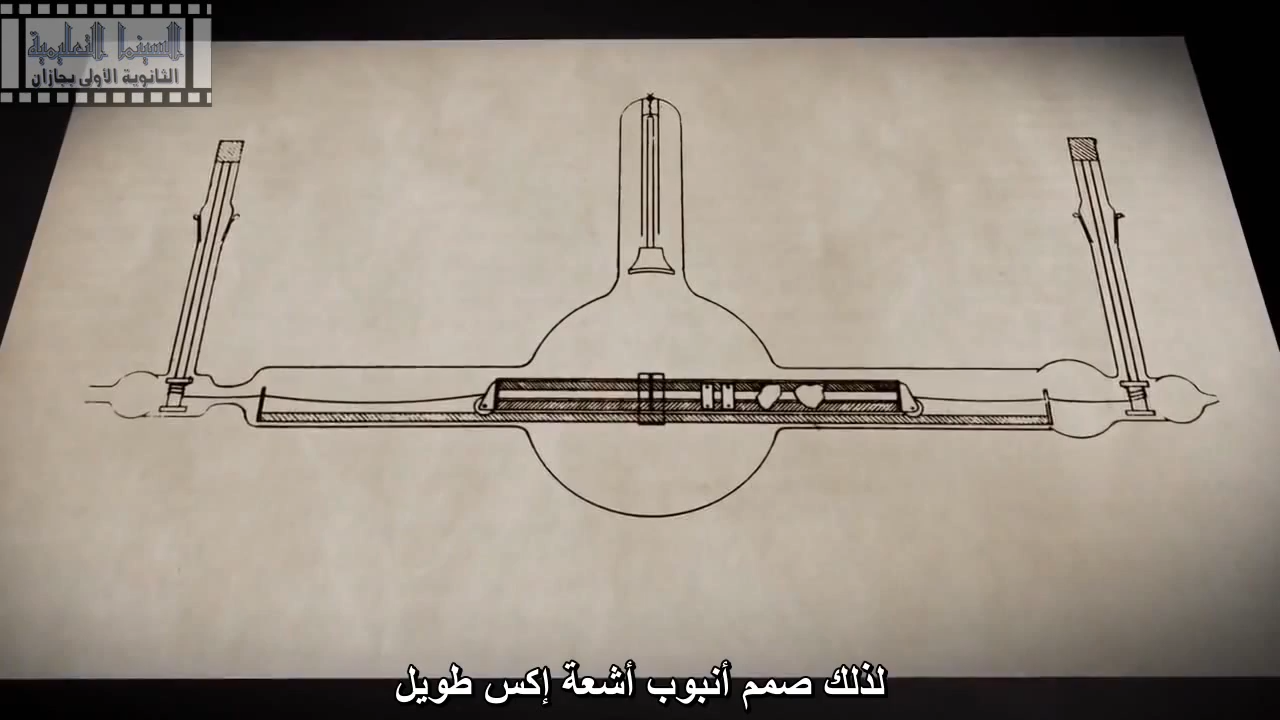 السينما التعليمية
الثانوية الأولى بجازان
لذلك صمم أنبوب أشعة إكس طويل